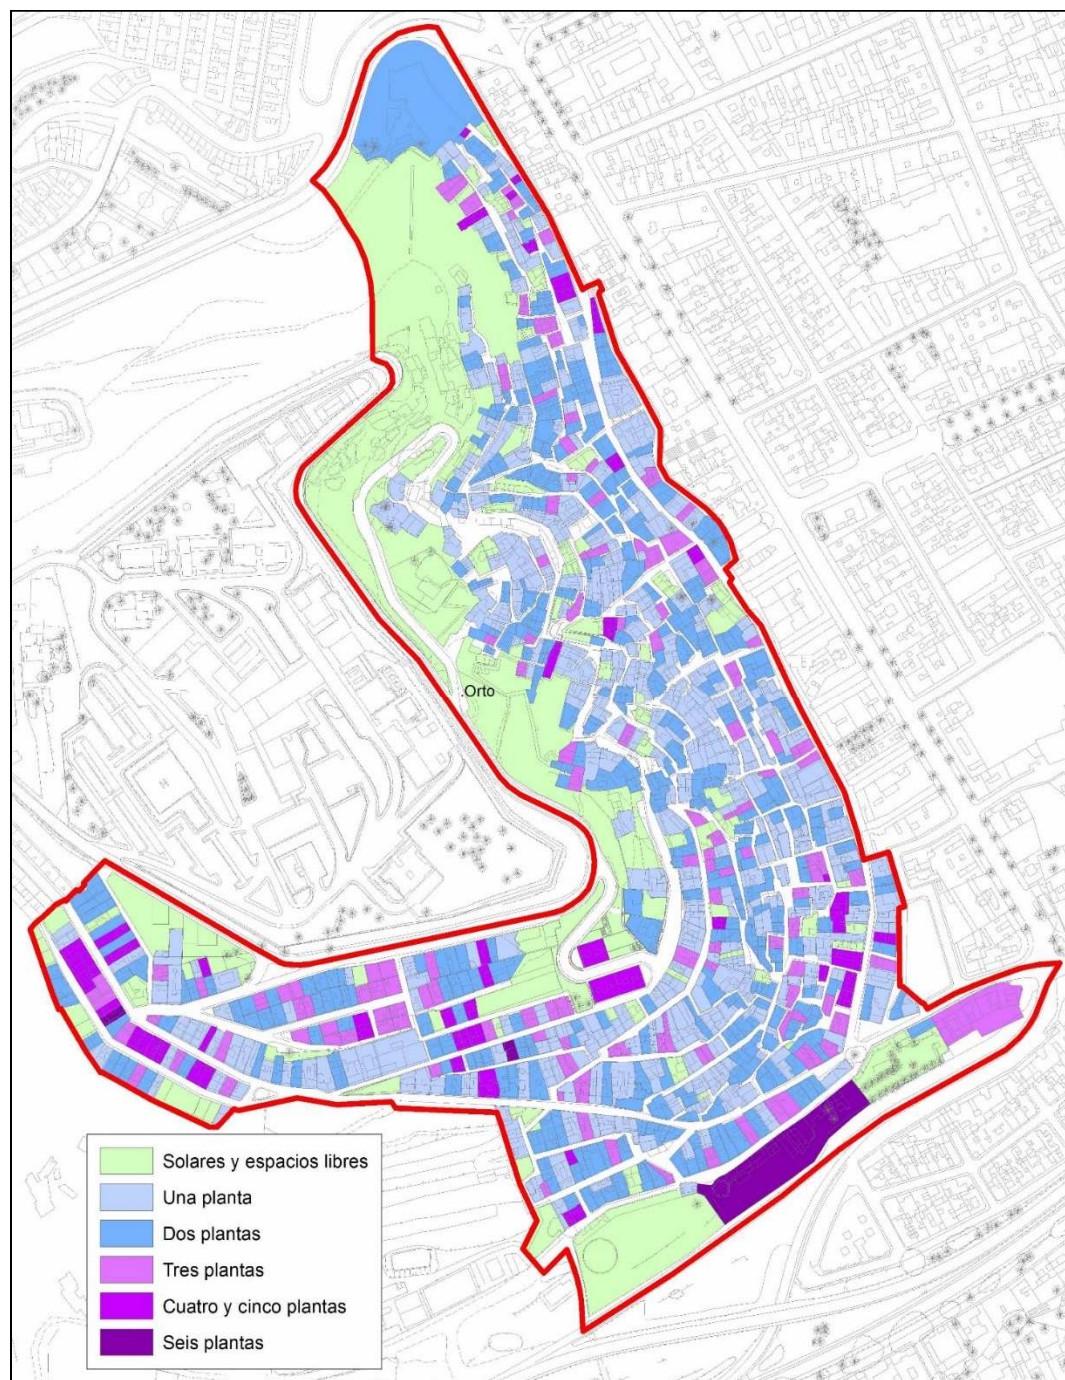 .Orto
H
Solares y espacios libres
Una planta
Dos plantas
Tres plantas
Cuatro y cinco plantas
Seis plantas